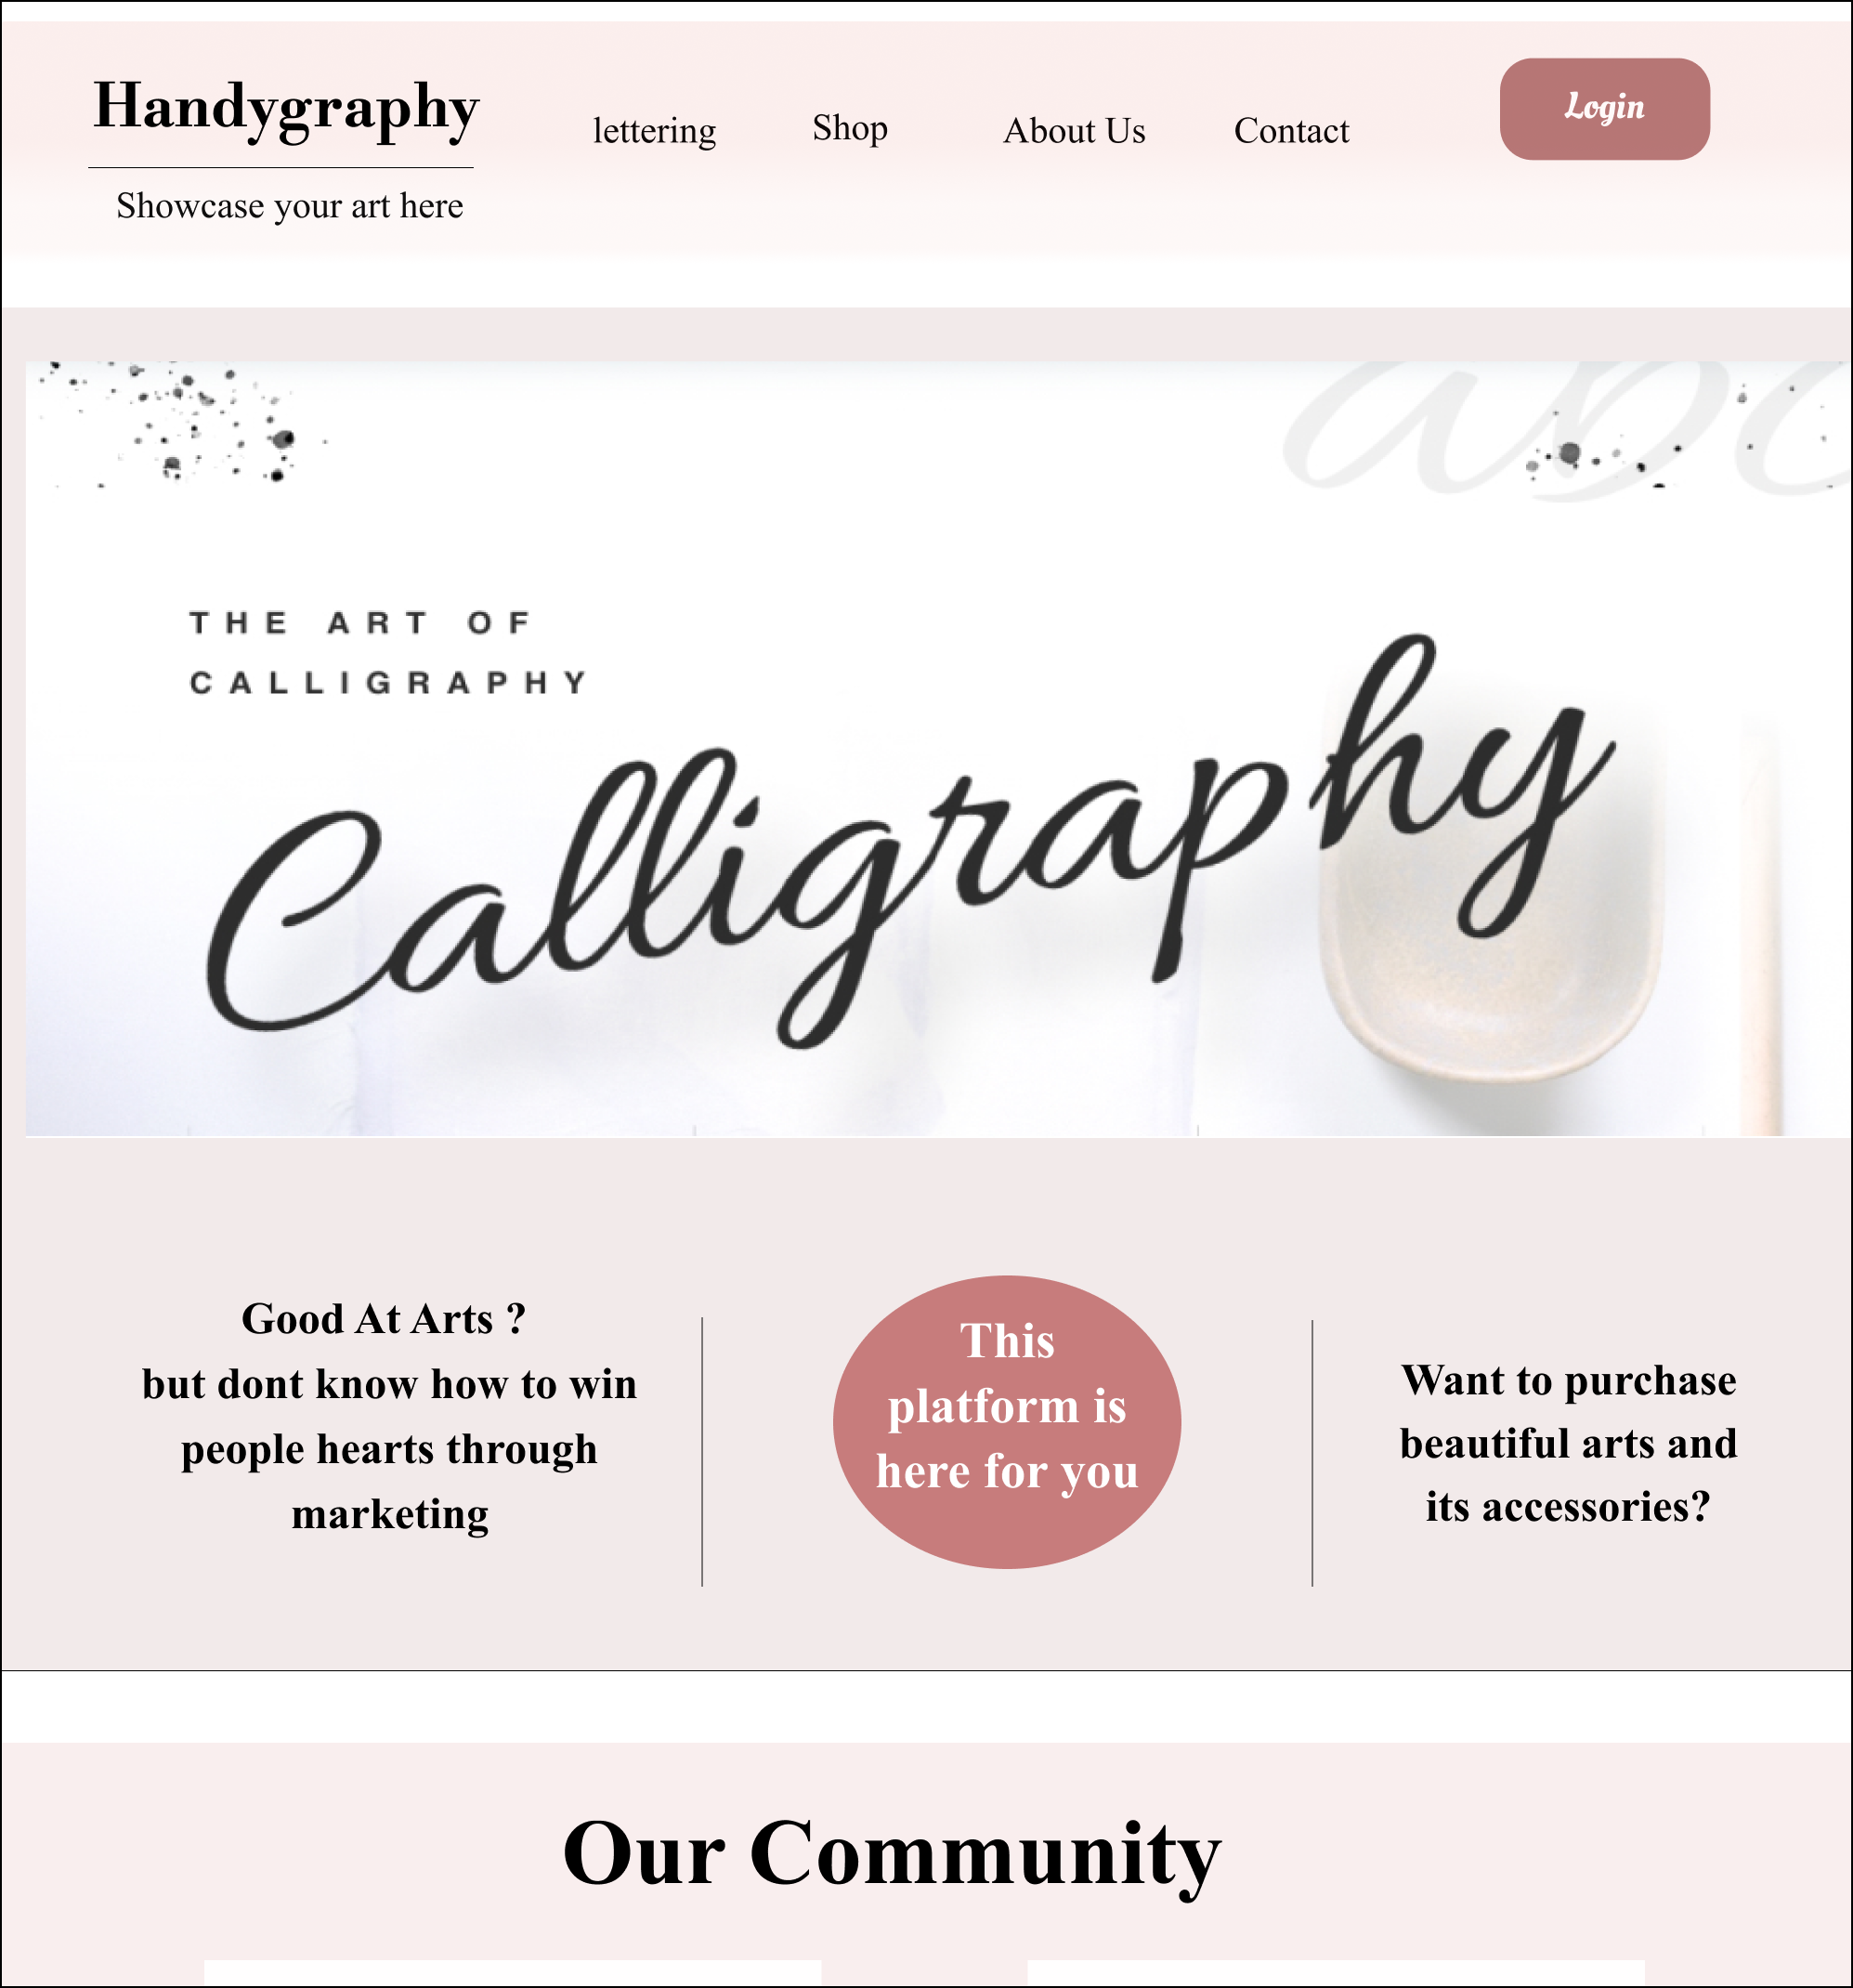 Handygraphy
Showcase your art here
lettering
Shop
About Us
Contact
Login
abc
THE ART OF
CALLIGRAPHY
Calligraphy
Good At Arts ?
but dont know how to win
people hearts through
marketing
This
platform is
here for you
Want to purchase
beautiful arts and
its accessories?
Our Community